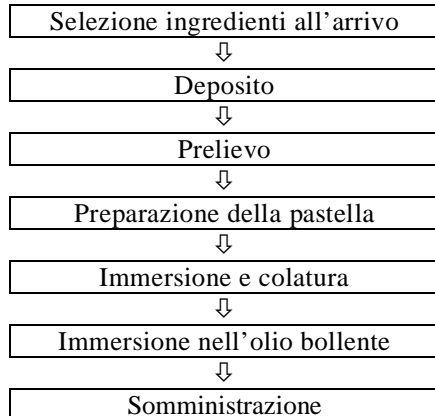 Selezione ingredienti all'arrivo
⇩
Deposito
⇩
Prelievo
⇩
Preparazione della pastella
⇩
Immersione e colatura
⇩
Immersione nell'olio bollente
⇩
Somministrazione